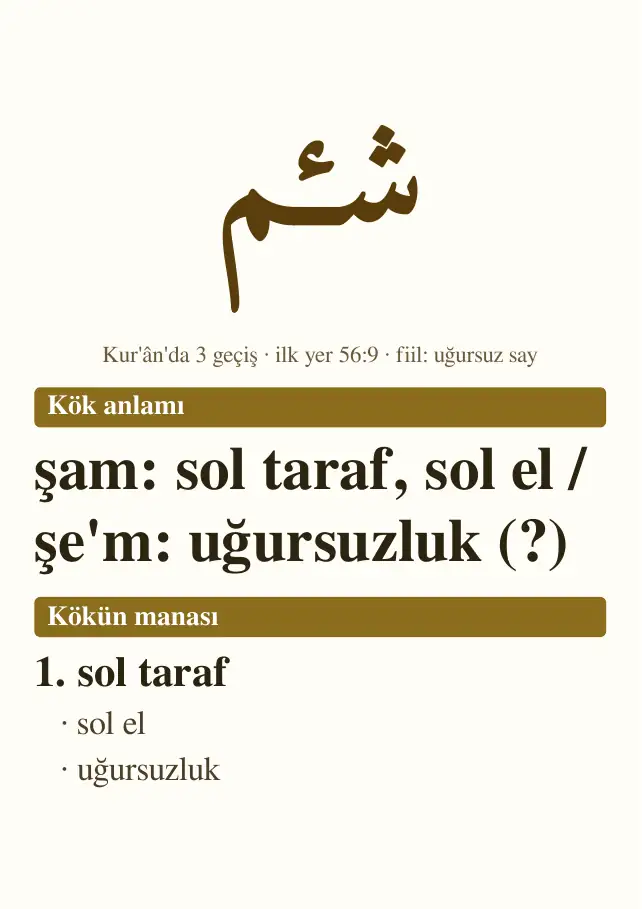 شئم
Kur'ân'da 3 geçiş · ilk yer 56:9 · fiil: uğursuz say
Kök anlamı
şam: sol taraf, sol el /
şe'm: uğursuzluk (?)
Kökün manası
1. sol taraf
· sol el
· uğursuzluk